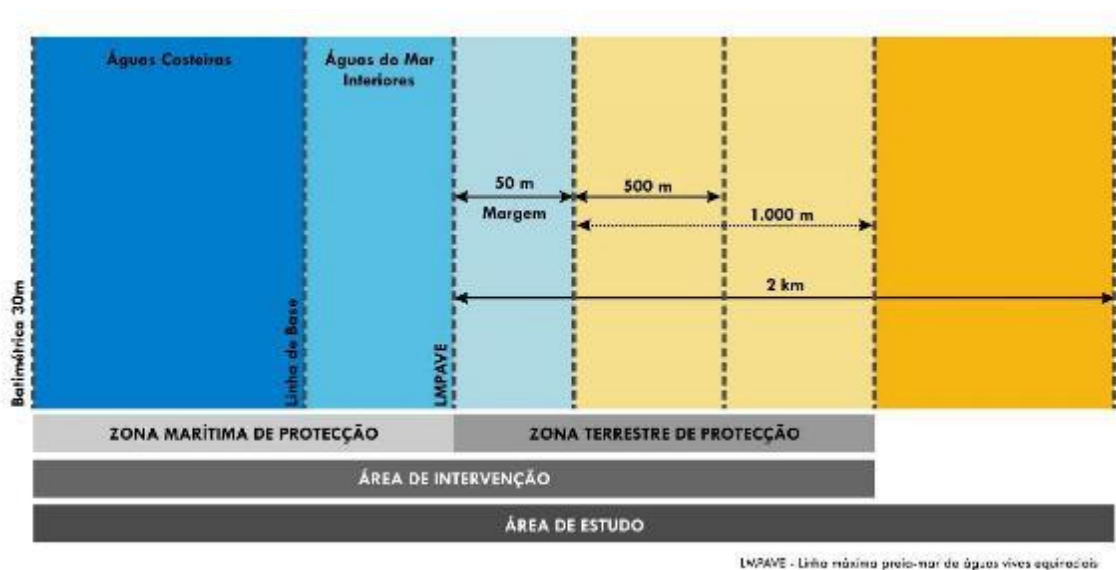 Águas Costeiras
Águas do Mar
Interiores
50 m
Margem
500 m
1.000 m
2 km
Batimétrica 30m
Linha de Base
LMPAVE
ZONA MARÍTIMA DE PROTECÇÃO
ZONA TERRESTRE DE PROTECÇÃO
ÁREA DE INTERVENÇÃO
ÁREA DE ESTUDO
LMPAVE - Linha máxima preia-mar de águas vivas equinociais